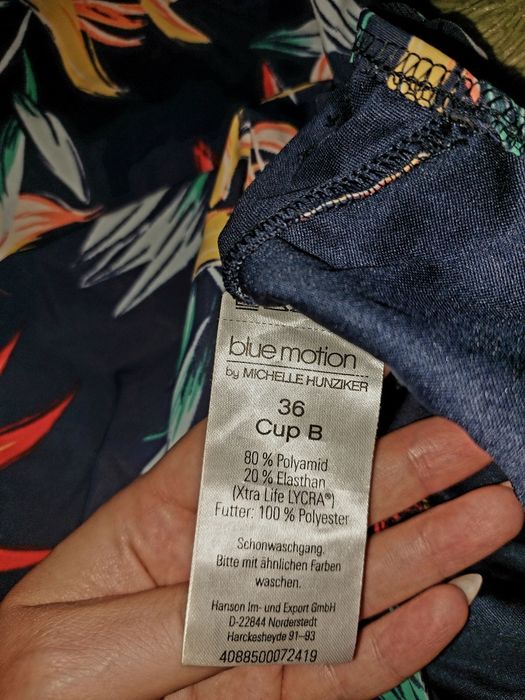 blue motion
by MICHELLE HUNZIKER
36
Cup B
80 % Polyamid
20 % Elasthan
(Xtra Life LYCRA®)
Futter: 100 % Polyester
Schonwaschgang.
Bitte mit ähnlichen Farben
waschen.
Hanson Im- und Export GmbH
D-22844 Norderstedt
Harckesheyde 91–93
4088500072419